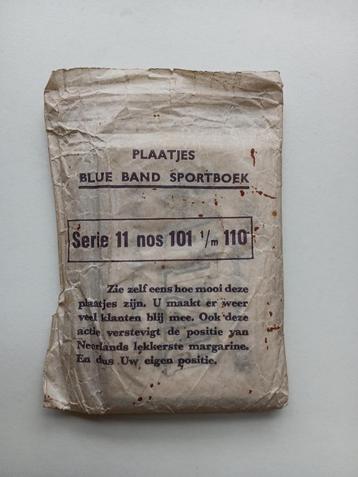 PLAATJES
BLUE BAND SPORTBOEK
Serie 11 nos 101 t/m 110
Zie zelf eens hoe mooi deze
plaatjes zijn. U maakt er weer
veel klanten blij mee. Ook deze
actie verstevigt de positie van
Neerlands lekkerste margarine.
En dus Uw eigen positie.